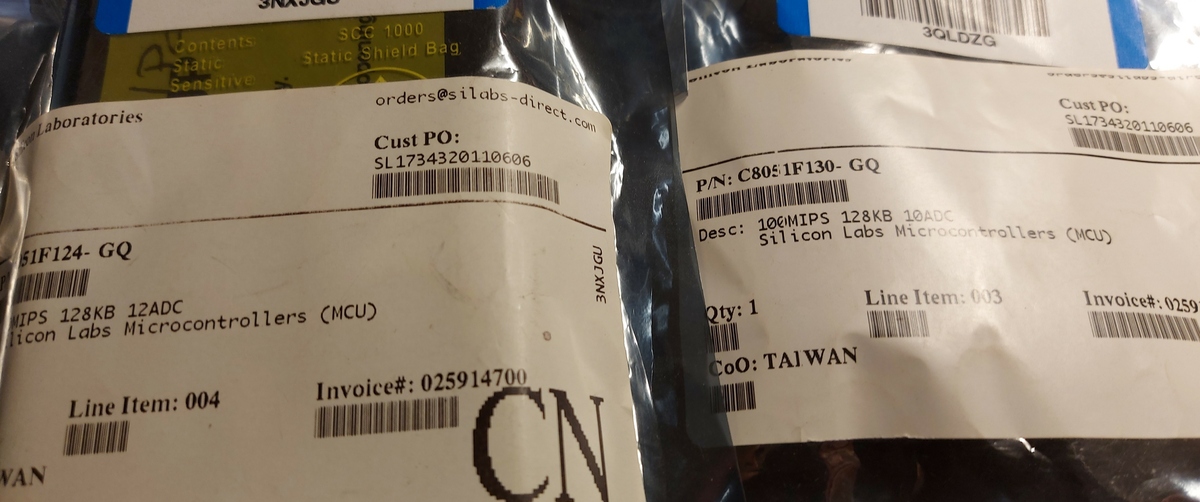 3NXJGU
Contents
Static
Sensitive
SCC 1000
Static Shield Bag
orders@silabs-direct.com
Laboratories
Cust PO:
SL1734320110606
51F124- GQ
MIPS 128KB 12ADC
licon Labs Microcontrollers (MCU)
3NXJGU
Line Item: 004
Invoice#: 025914700
CN
WAN
3QLDZG
Cust PO:
SL1734320110606
P/N: C8051F130- GQ
Desc: 100MIPS 128KB 10ADC
Silicon Labs Microcontrollers (MCU)
Qty: 1
Line Item: 003
Invoice#: 0259
CoO: TAIWAN